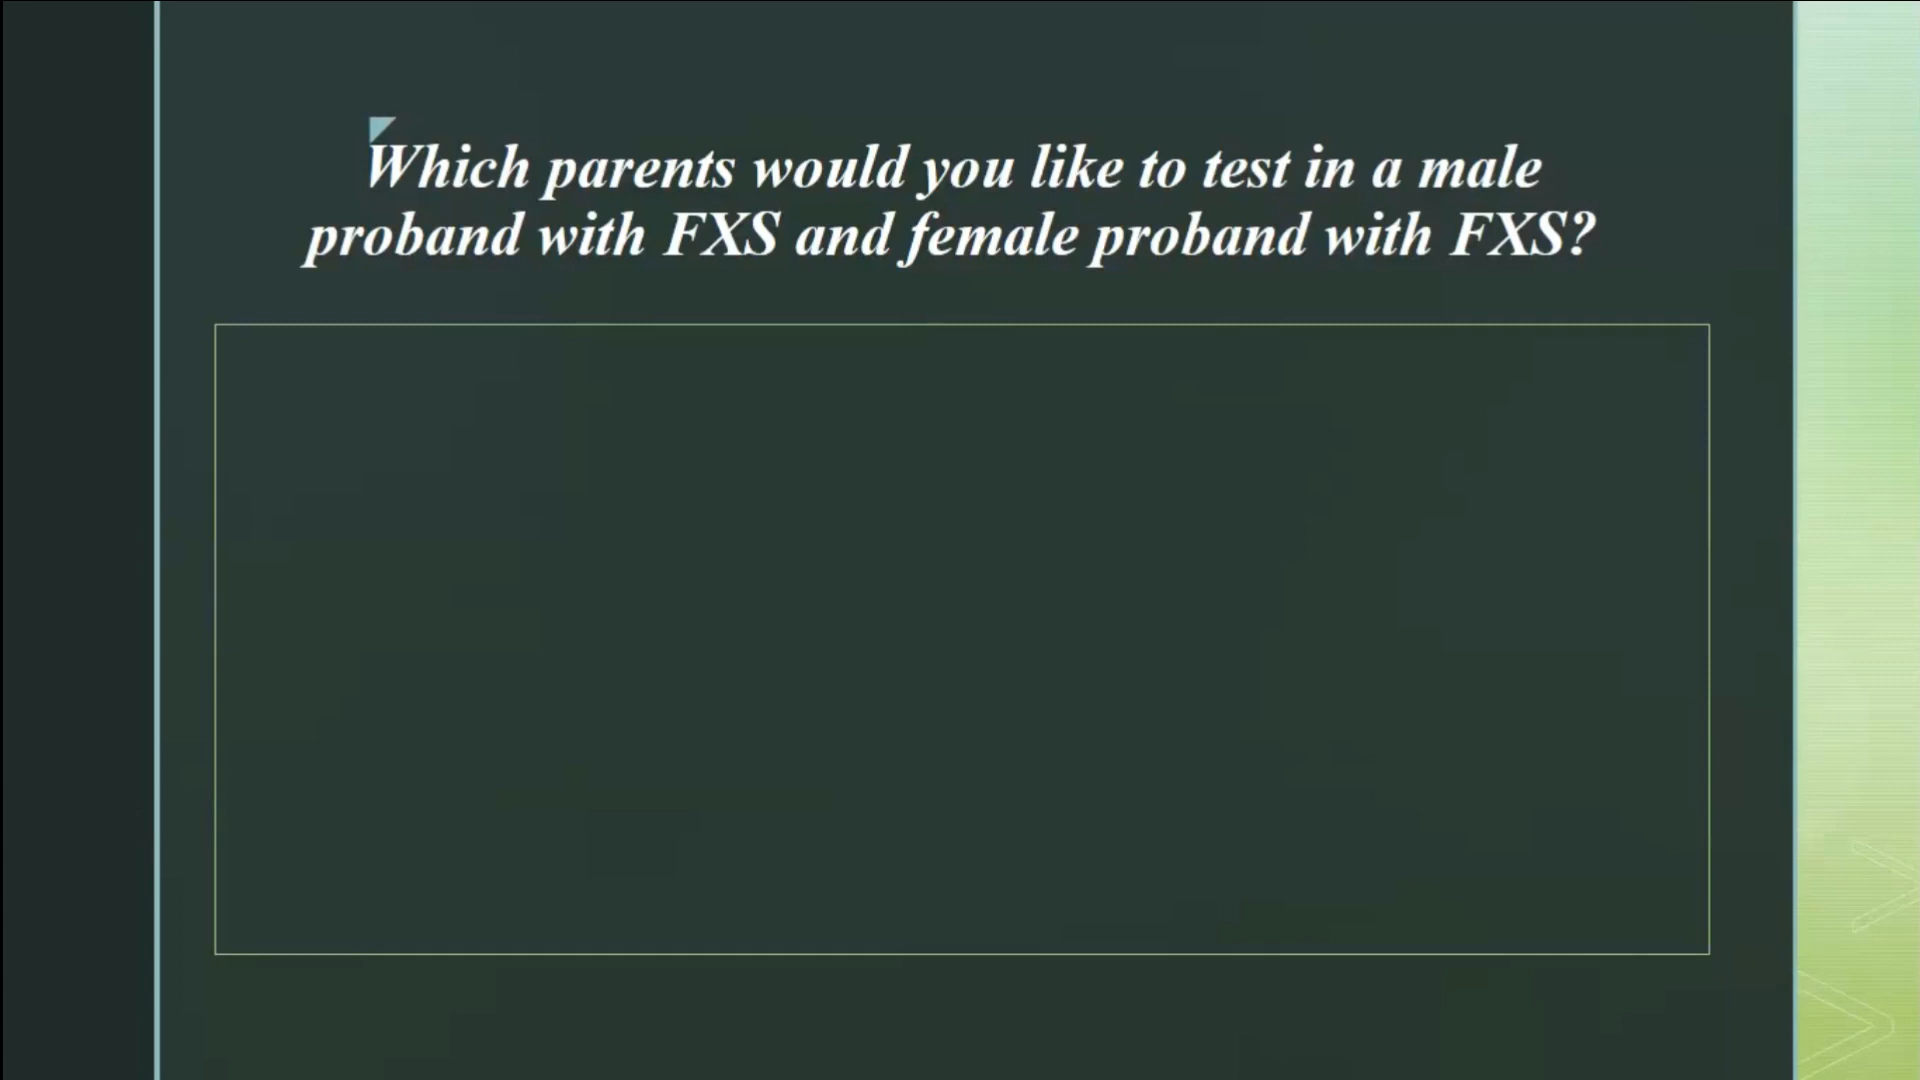 Which parents would you like to test in a male
proband with FXS and female proband with FXS?